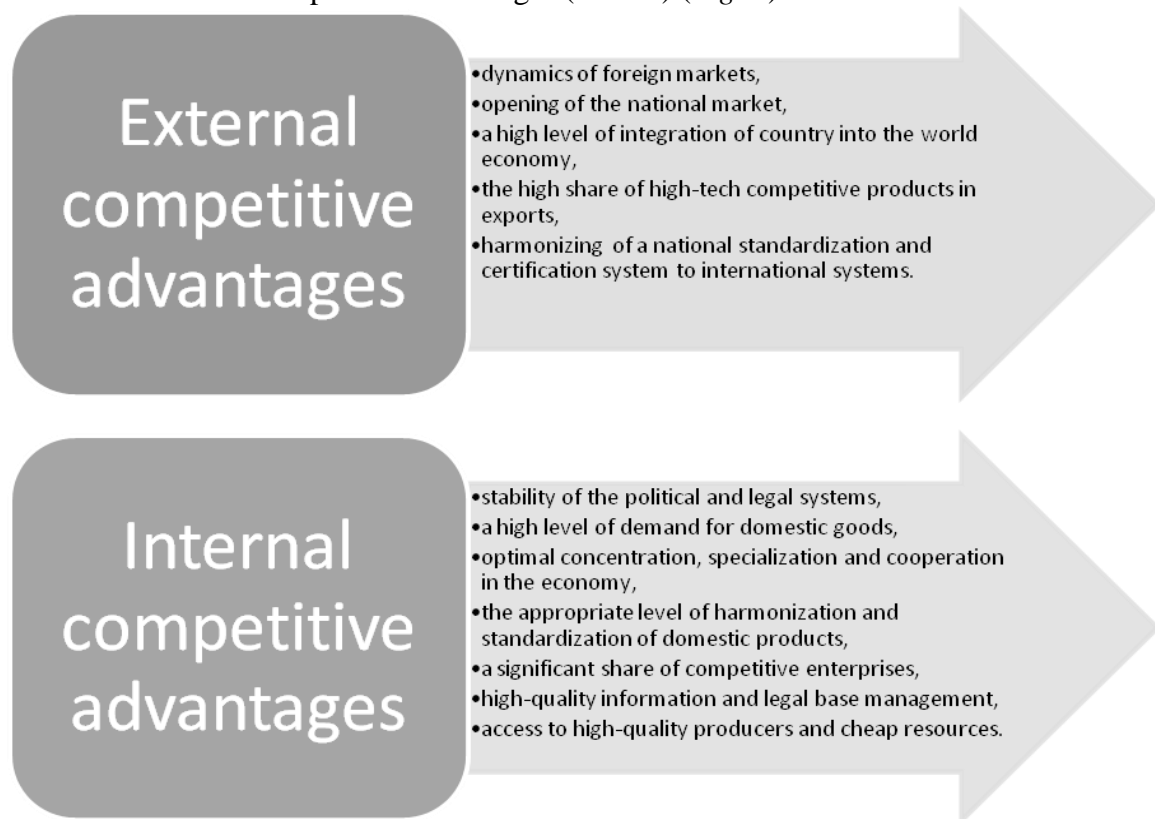 External
competitive
advantages
•dynamics of foreign markets,
•opening of the national market,
•a high level of integration of country into the world
economy,
•the high share of high-tech competitive products in
exports,
•harmonizing of a national standardization and
certification system to international systems.
Internal
competitive
advantages
•stability of the political and legal systems,
•a high level of demand for domestic goods,
•optimal concentration, specialization and cooperation
in the economy,
•the appropriate level of harmonization and
standardization of domestic products,
•a significant share of competitive enterprises,
•high-quality information and legal base management,
•access to high-quality producers and cheap resources.